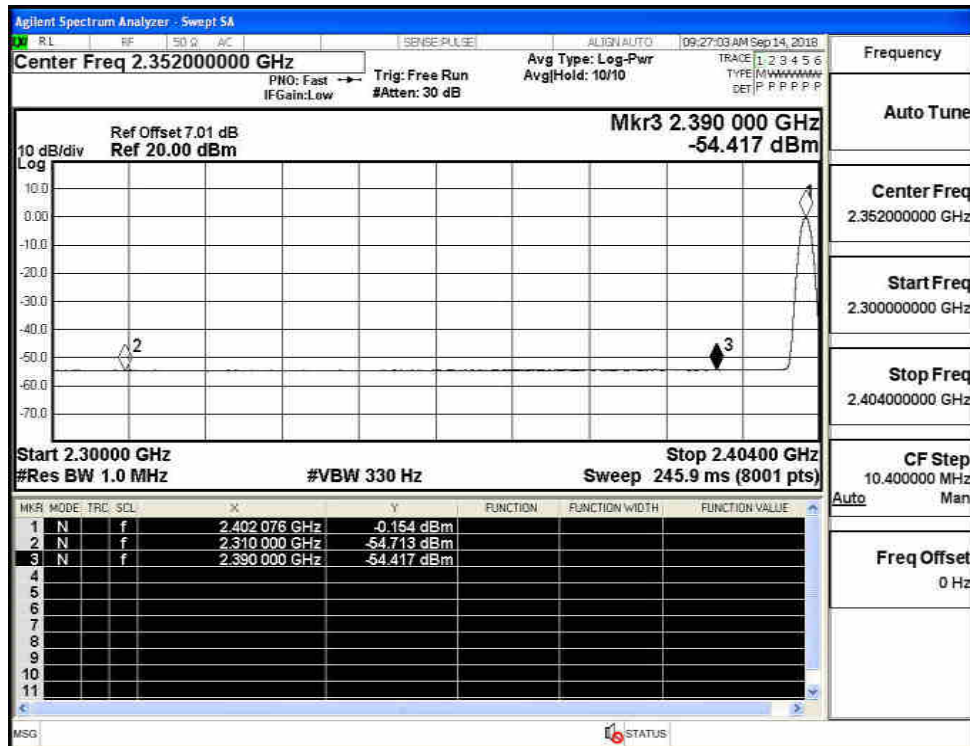 Agilent Spectrum Analyzer - Swept SA
RL RF 50 Ω AC SENSE:PULSE ALIGN AUTO 09:27:03 AM Sep 14, 2018
Center Freq 2.352000000 GHz
PNO: Fast
IFGain:Low
Trig: Free Run
#Atten: 30 dB
Avg Type: Log-Pwr
Avg|Hold: 10/10
TRACE 1 2 3 4 5 6
TYPE MWWWWW
DET P P P P P P
Ref Offset 7.01 dB
10 dB/div Ref 20.00 dBm
Log
Mkr3 2.390 000 GHz
-54.417 dBm
10.0
0.00
-10.0
-20.0
-30.0
-40.0
-50.0
-60.0
-70.0
1
2
3
Start 2.30000 GHz Stop 2.40400 GHz
#Res BW 1.0 MHz #VBW 330 Hz Sweep 245.9 ms (8001 pts)
MKR MODE TRC SCL X Y FUNCTION FUNCTION WIDTH FUNCTION VALUE
1 N f 2.402 076 GHz -0.154 dBm
2 N f 2.310 000 GHz -54.713 dBm
3 N f 2.390 000 GHz -54.417 dBm
4
5
6
7
8
9
10
11
MSG STATUS
Frequency
Auto Tune
Center Freq
2.352000000 GHz
Start Freq
2.300000000 GHz
Stop Freq
2.404000000 GHz
CF Step
10.400000 MHz
Auto Man
Freq Offset
0 Hz